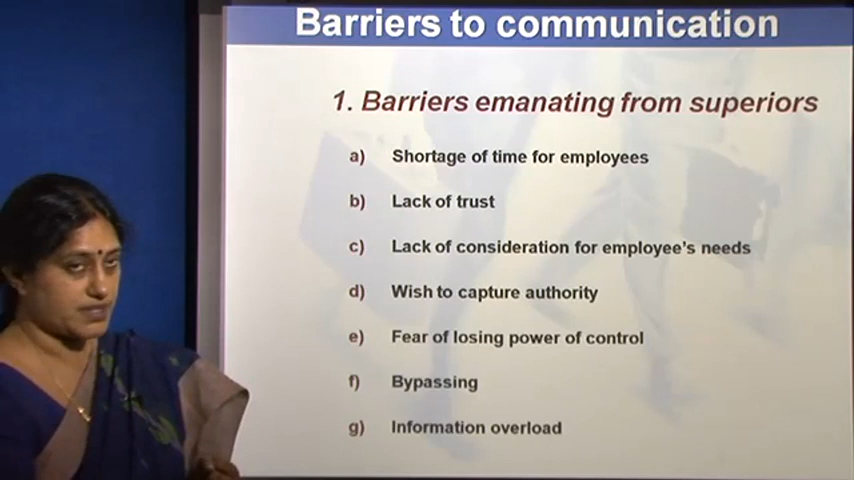 Barriers to communication
1. Barriers emanating from superiors
a) Shortage of time for employees
b) Lack of trust
c) Lack of consideration for employee's needs
d) Wish to capture authority
e) Fear of losing power of control
f) Bypassing
g) Information overload